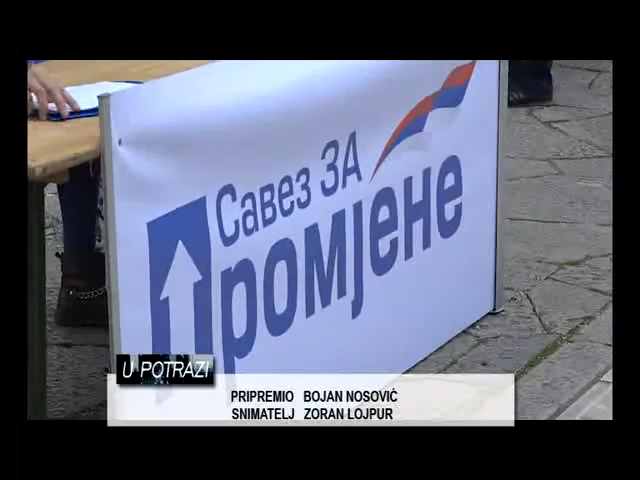 Савез ЗА
Промјене
U POTRAZI
PRIPREMIO BOJAN NOSOVIĆ
SNIMATELJ ZORAN LOJPUR